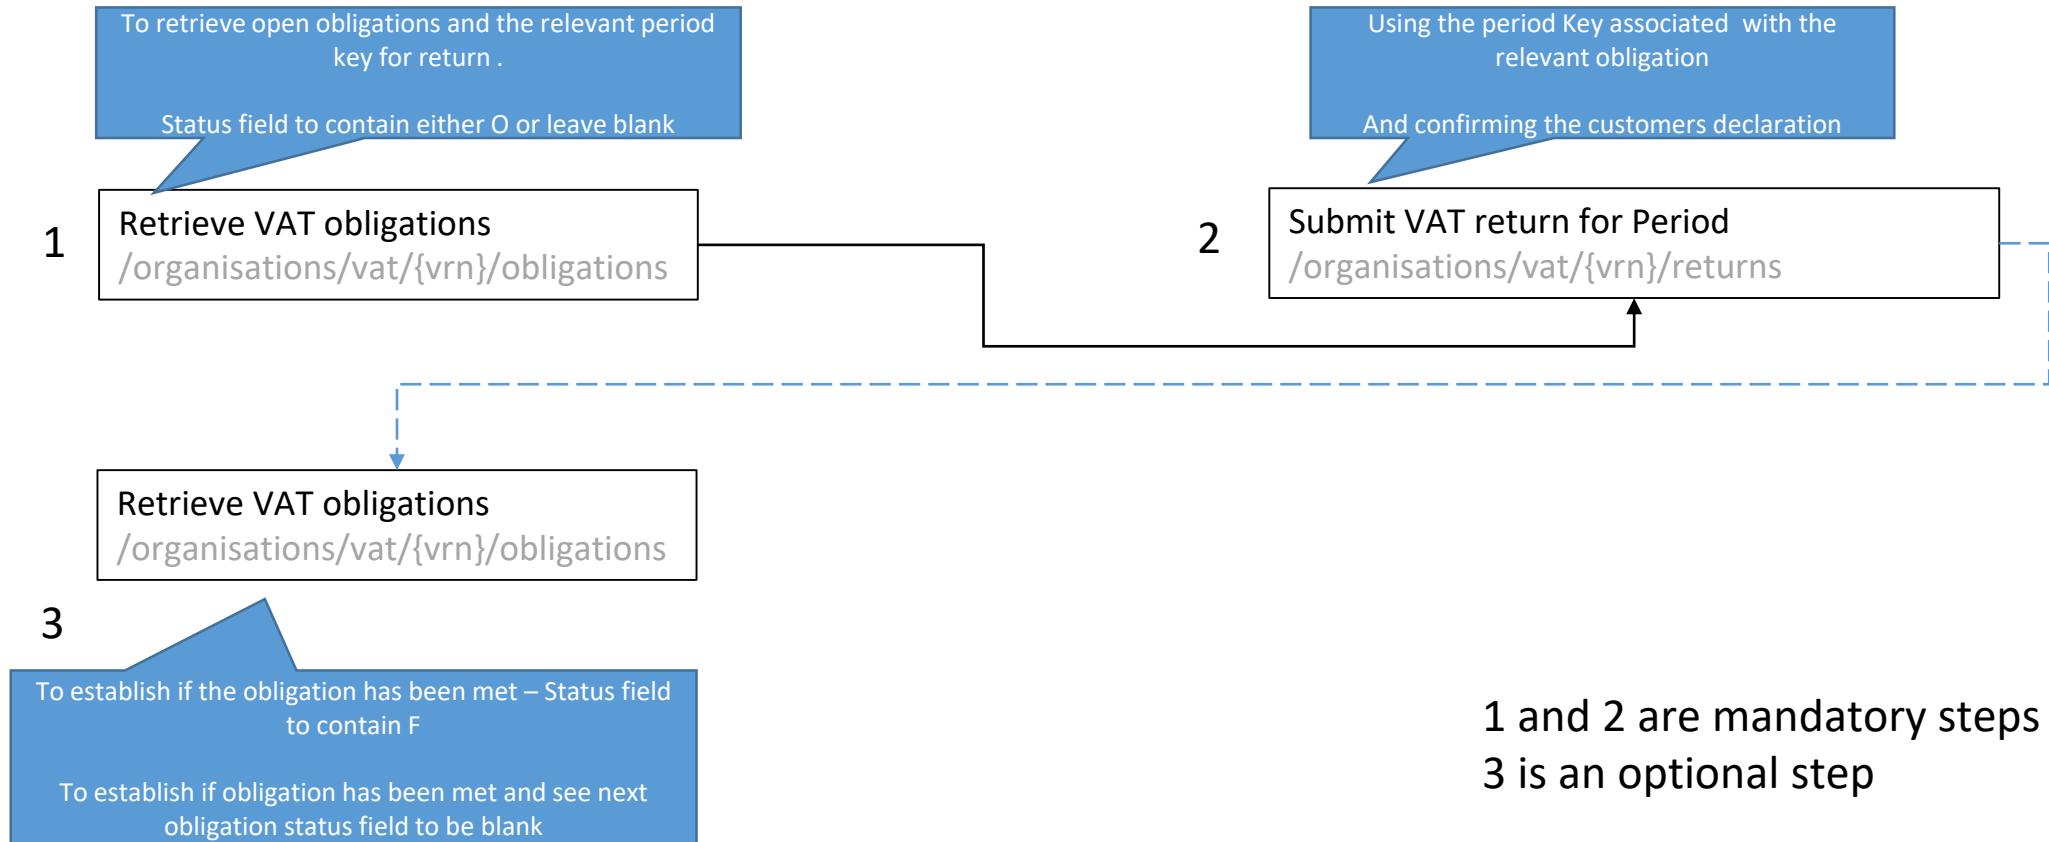 To retrieve open obligations and the relevant period
key for return .
Status field to contain either O or leave blank
Using the period Key associated  with the
relevant obligation
And confirming the customers declaration
1
Retrieve VAT obligations
/organisations/vat/{vrn}/obligations
2
Submit VAT return for Period
/organisations/vat/{vrn}/returns
Retrieve VAT obligations
/organisations/vat/{vrn}/obligations
3
To establish if the obligation has been met – Status field
to contain F
To establish if obligation has been met and see next
obligation status field to be blank
1 and 2 are mandatory steps
3 is an optional step